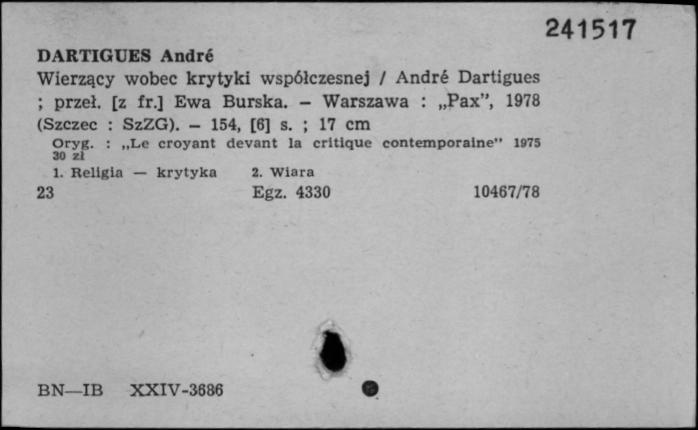 241517
DARTIGUES André
Wierzący wobec krytyki współczesnej / André Dartigues
; przeł. [z fr.] Ewa Burska. — Warszawa : „Pax”, 1978
(Szczec : SzZG). — 154, [6] s. ; 17 cm
Oryg. : „Le croyant devant la critique contemporaine” 1975
30 zł
1. Religia — krytyka 2. Wiara
23 Egz. 4330 10467/78
BN—IB XXIV-3686